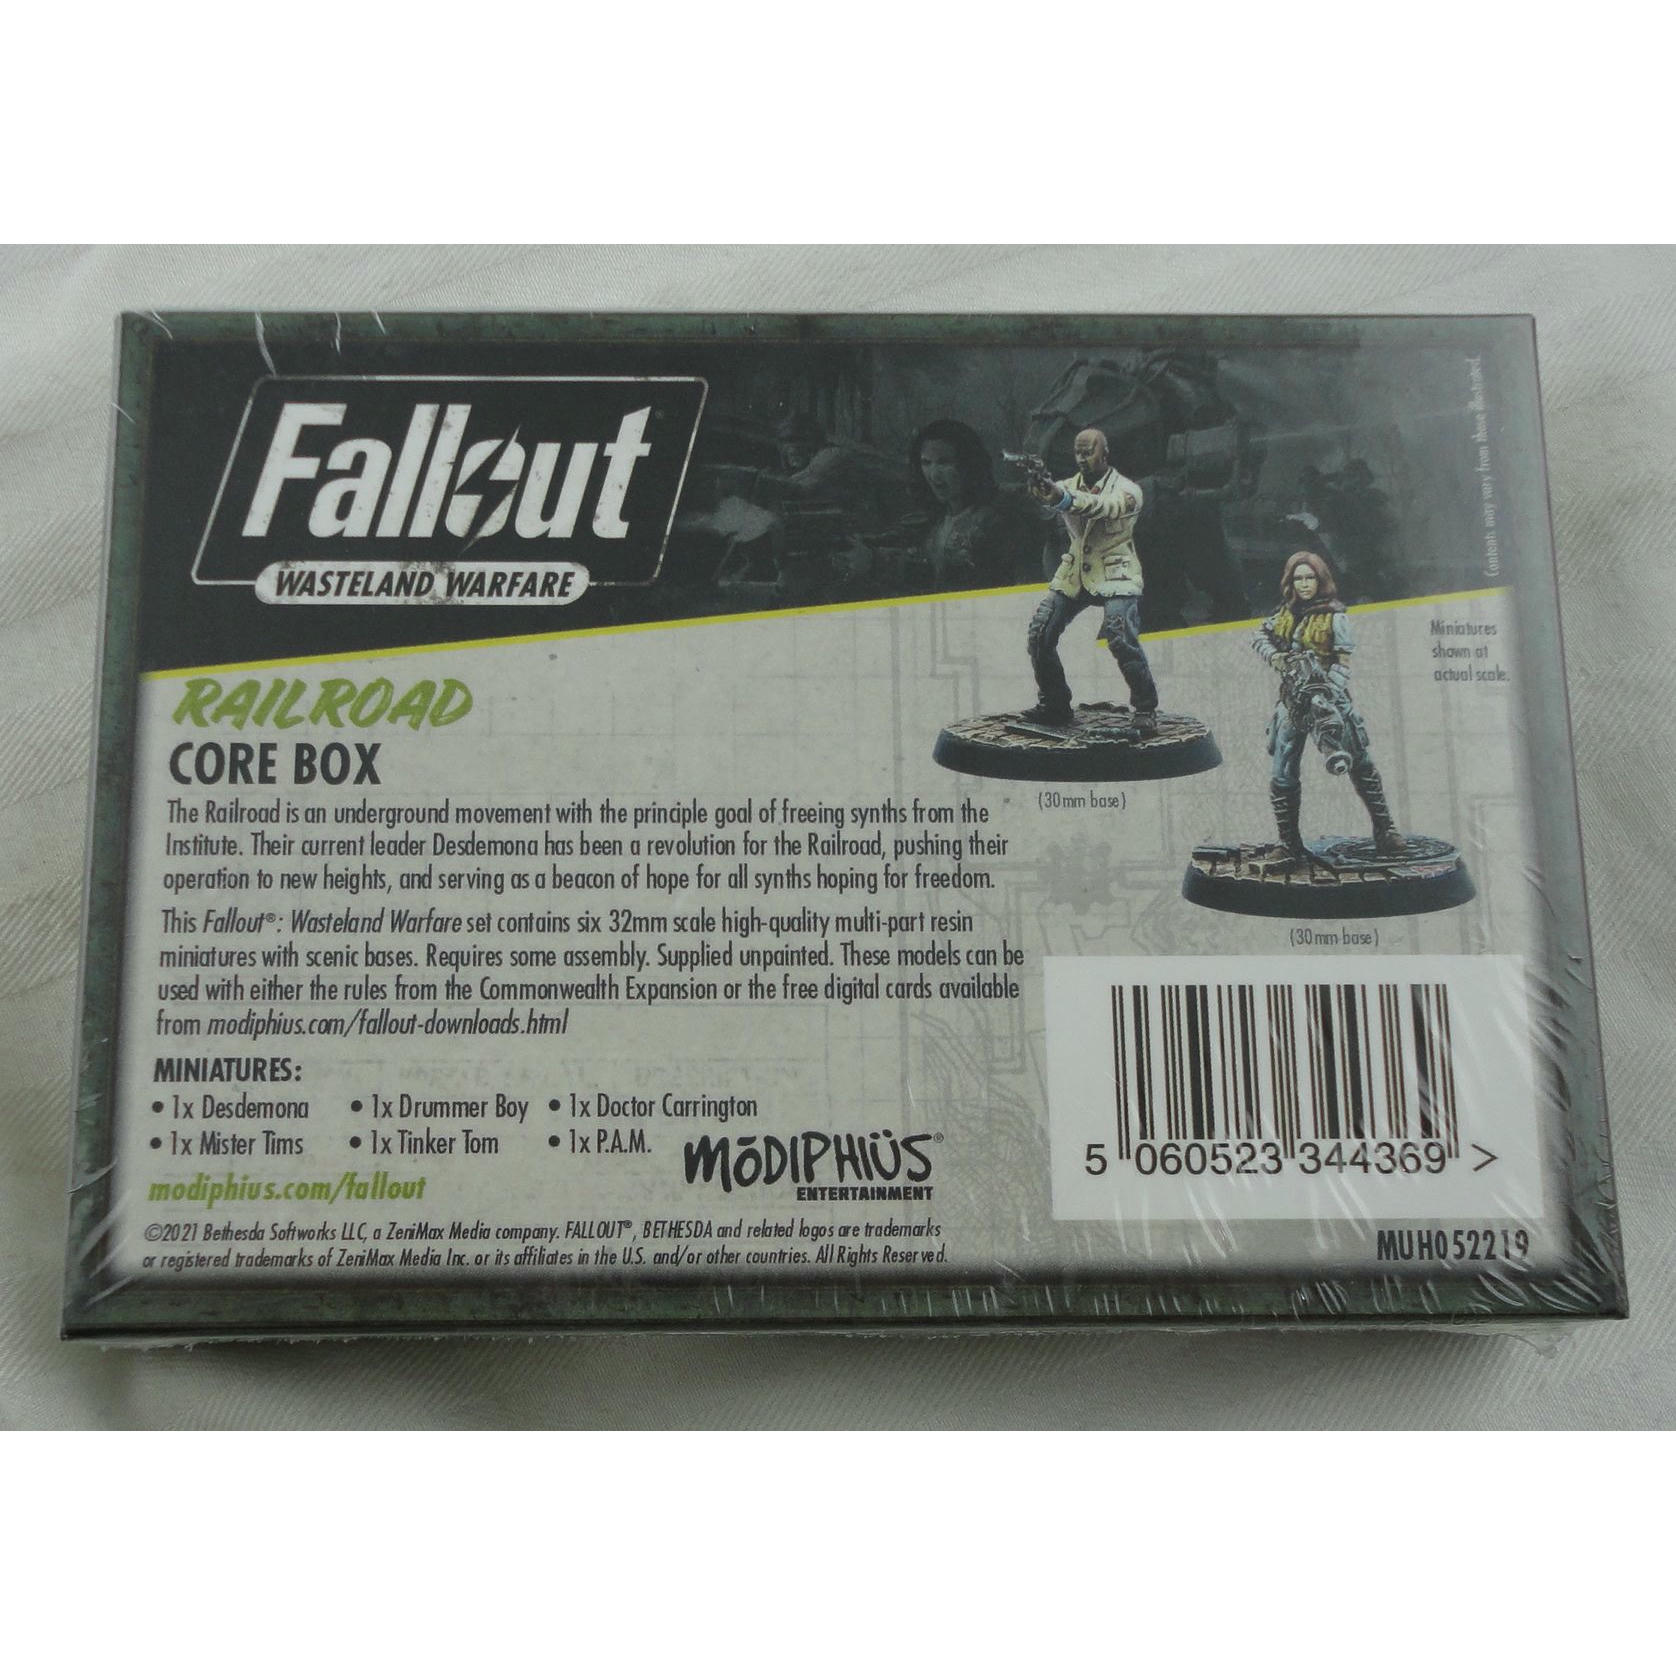 Fallout®
WASTELAND WARFARE
Contents may vary from those illustrated.
Miniatures
shown at
actual scale.
RAILROAD
CORE BOX
(30mm base)
The Railroad is an underground movement with the principle goal of freeing synths from the
Institute. Their current leader Desdemona has been a revolution for the Railroad, pushing their
operation to new heights, and serving as a beacon of hope for all synths hoping for freedom.
(30mm base)
This Fallout®: Wasteland Warfare set contains six 32mm scale high-quality multi-part resin
miniatures with scenic bases. Requires some assembly. Supplied unpainted. These models can be
used with either the rules from the Commonwealth Expansion or the free digital cards available
from modiphius.com/fallout-downloads.html
MINIATURES:
• 1x Desdemona • 1x Drummer Boy • 1x Doctor Carrington
• 1x Mister Tims • 1x Tinker Tom • 1x P.A.M.
MōDIPHIÜS®
ENTERTAINMENT
5 060523 344369 >
modiphius.com/fallout
©2021 Bethesda Softworks LLC, a ZeniMax Media company. FALLOUT®, BETHESDA and related logos are trademarks
or registered trademarks of ZeniMax Media Inc. or its affiliates in the U.S. and/or other countries. All Rights Reserved.
MUH052219